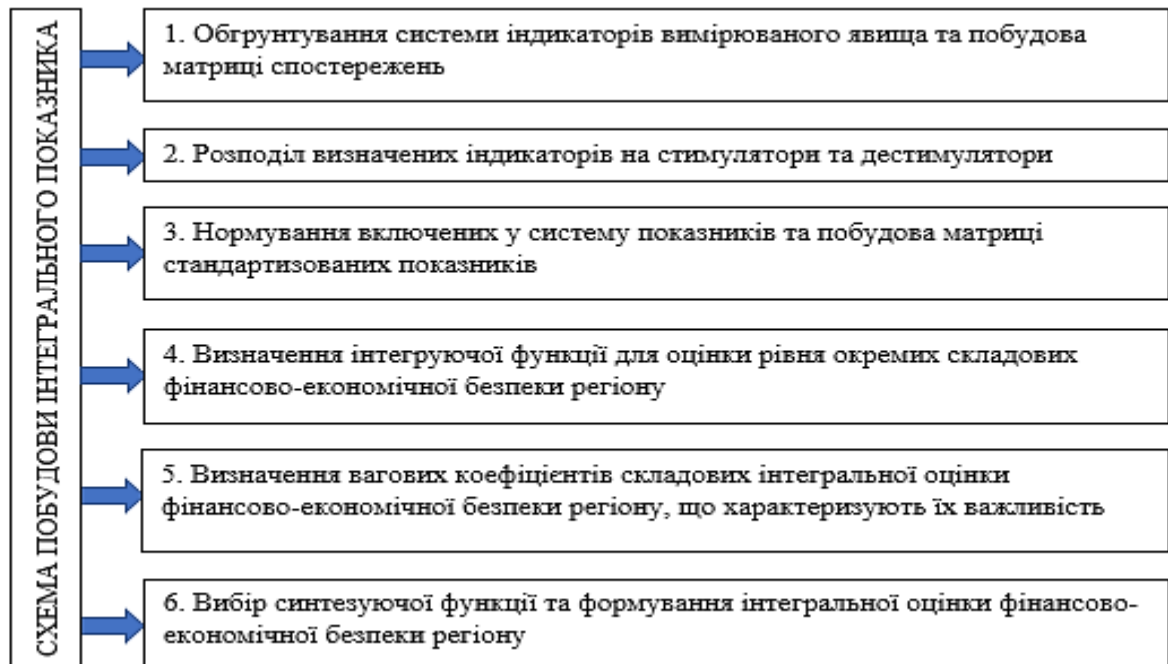 СХЕМА ПОБУДОВИ ІНТЕГРАЛЬНОГО ПОКАЗНИКА
1. Обгрунтування системи індикаторів вимірюваного явища та побудова
матриці спостережень
2. Розподіл визначених індикаторів на стимулятори та дестимулятори
3. Нормування включених у систему показників та побудова матриці
стандартизованих показників
4. Визначення інтегруючої функції для оцінки рівня окремих складових
фінансово-економічної безпеки регіону
5. Визначення вагових коефіцієнтів складових інтегральної оцінки
фінансово-економічної безпеки регіону, що характеризують їх важливість
6. Вибір синтезуючої функції та формування інтегральної оцінки фінансово-
економічної безпеки регіону